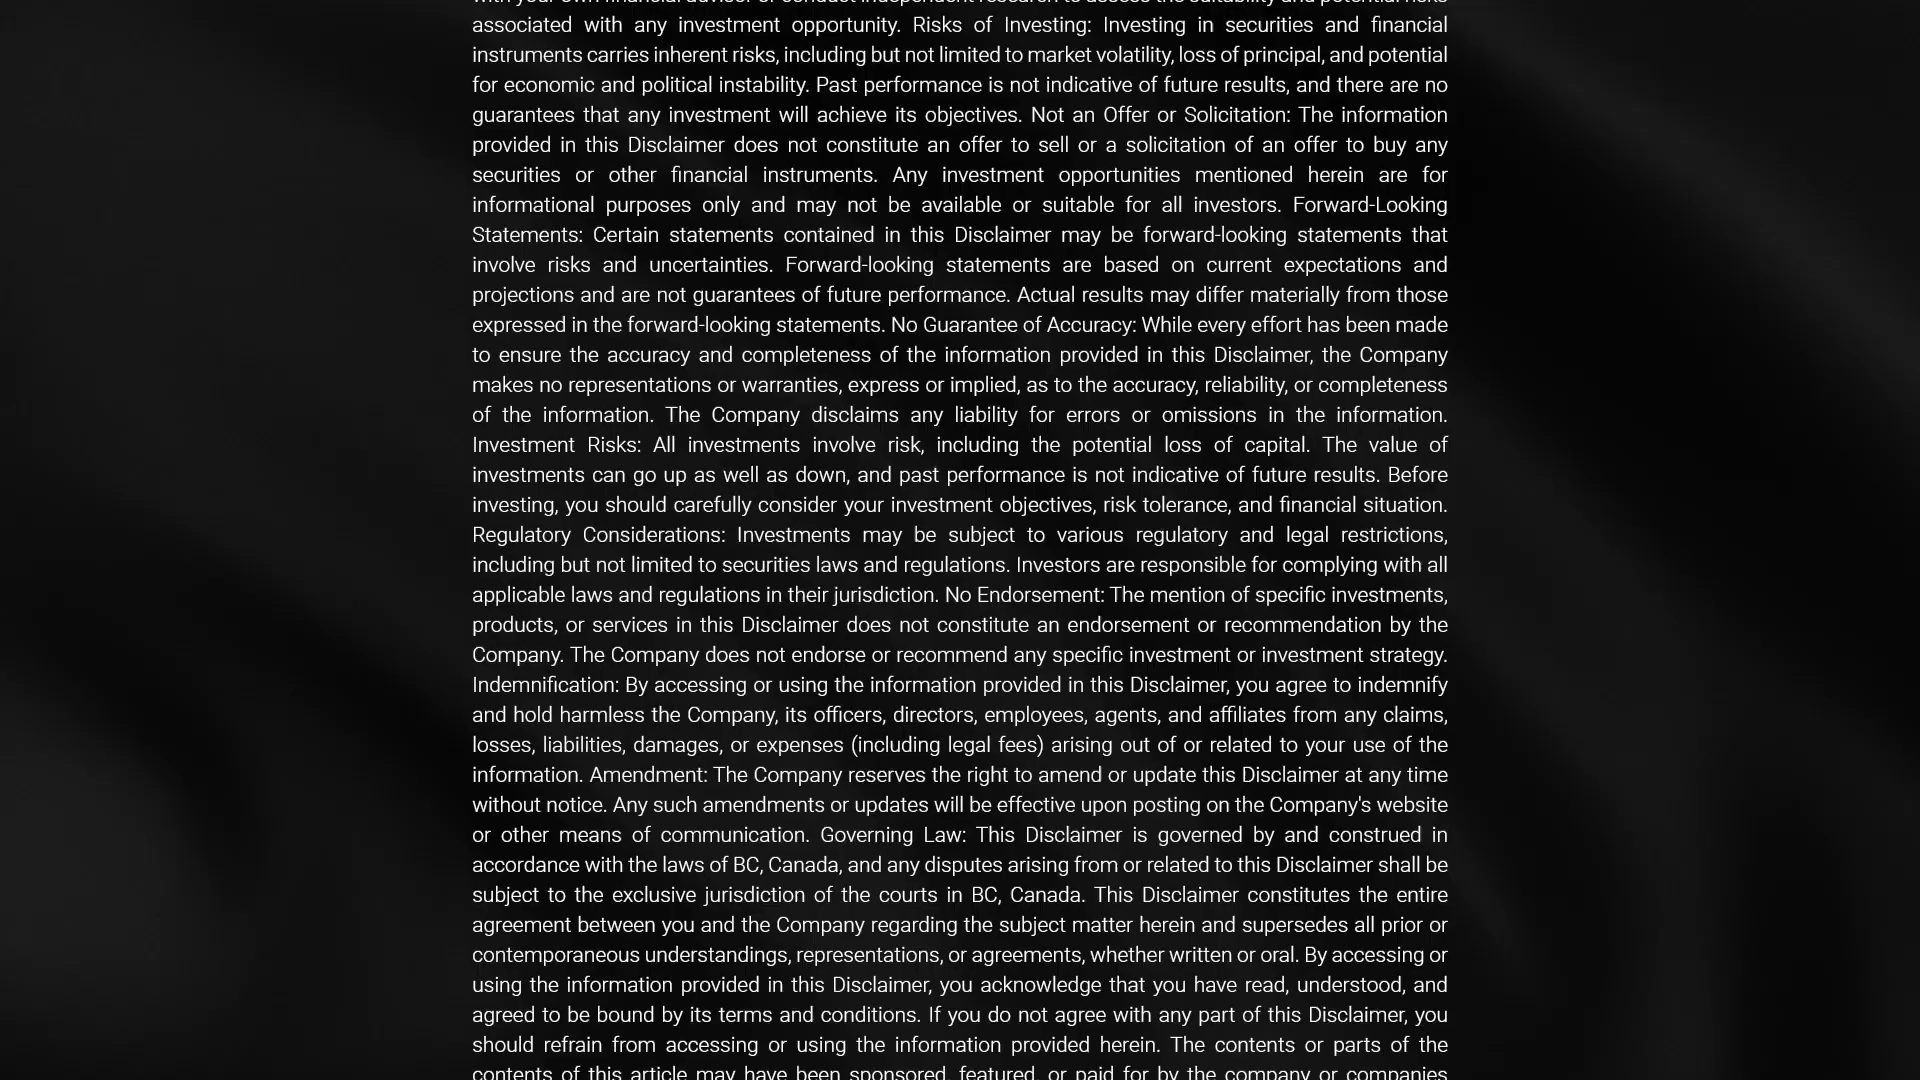 with your own financial advisor or conduct independent research to assess the suitability and potential risks
associated with any investment opportunity. Risks of Investing: Investing in securities and financial
instruments carries inherent risks, including but not limited to market volatility, loss of principal, and potential
for economic and political instability. Past performance is not indicative of future results, and there are no
guarantees that any investment will achieve its objectives. Not an Offer or Solicitation: The information
provided in this Disclaimer does not constitute an offer to sell or a solicitation of an offer to buy any
securities or other financial instruments. Any investment opportunities mentioned herein are for
informational purposes only and may not be available or suitable for all investors. Forward-Looking
Statements: Certain statements contained in this Disclaimer may be forward-looking statements that
involve risks and uncertainties. Forward-looking statements are based on current expectations and
projections and are not guarantees of future performance. Actual results may differ materially from those
expressed in the forward-looking statements. No Guarantee of Accuracy: While every effort has been made
to ensure the accuracy and completeness of the information provided in this Disclaimer, the Company
makes no representations or warranties, express or implied, as to the accuracy, reliability, or completeness
of the information. The Company disclaims any liability for errors or omissions in the information.
Investment Risks: All investments involve risk, including the potential loss of capital. The value of
investments can go up as well as down, and past performance is not indicative of future results. Before
investing, you should carefully consider your investment objectives, risk tolerance, and financial situation.
Regulatory Considerations: Investments may be subject to various regulatory and legal restrictions,
including but not limited to securities laws and regulations. Investors are responsible for complying with all
applicable laws and regulations in their jurisdiction. No Endorsement: The mention of specific investments,
products, or services in this Disclaimer does not constitute an endorsement or recommendation by the
Company. The Company does not endorse or recommend any specific investment or investment strategy.
Indemnification: By accessing or using the information provided in this Disclaimer, you agree to indemnify
and hold harmless the Company, its officers, directors, employees, agents, and affiliates from any claims,
losses, liabilities, damages, or expenses (including legal fees) arising out of or related to your use of the
information. Amendment: The Company reserves the right to amend or update this Disclaimer at any time
without notice. Any such amendments or updates will be effective upon posting on the Company's website
or other means of communication. Governing Law: This Disclaimer is governed by and construed in
accordance with the laws of BC, Canada, and any disputes arising from or related to this Disclaimer shall be
subject to the exclusive jurisdiction of the courts in BC, Canada. This Disclaimer constitutes the entire
agreement between you and the Company regarding the subject matter herein and supersedes all prior or
contemporaneous understandings, representations, or agreements, whether written or oral. By accessing or
using the information provided in this Disclaimer, you acknowledge that you have read, understood, and
agreed to be bound by its terms and conditions. If you do not agree with any part of this Disclaimer, you
should refrain from accessing or using the information provided herein. The contents or parts of the
contents of this article may have been sponsored, featured, or paid for by the company or companies